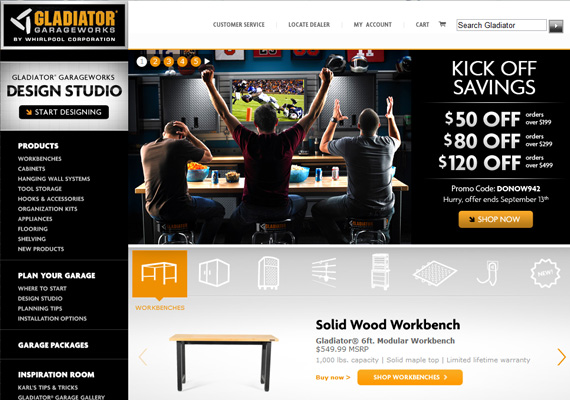 GLADIATOR®
GARAGEWORKS
BY WHIRLPOOL CORPORATION
CUSTOMER SERVICE
LOCATE DEALER
MY ACCOUNT
CART
Search Gladiator
GLADIATOR® GARAGEWORKS
DESIGN STUDIO
START DESIGNING
PRODUCTS
WORKBENCHES
CABINETS
HANGING WALL SYSTEMS
TOOL STORAGE
HOOKS & ACCESSORIES
ORGANIZATION KITS
APPLIANCES
FLOORING
SHELVING
NEW PRODUCTS
PLAN YOUR GARAGE
WHERE TO START
DESIGN STUDIO
PLANNING TIPS
INSTALLATION OPTIONS
GARAGE PACKAGES
INSPIRATION ROOM
KARL'S TIPS & TRICKS
GLADIATOR® GARAGE GALLERY
1 2 3 4 5
GLADIATOR
GLADIATOR
GLADIATOR
KICK OFF
SAVINGS
$50 OFF orders over $199
$80 OFF orders over $299
$120 OFF orders over $499
Promo Code: DONOW942
Hurry, offer ends September 13th
SHOP NOW
WORKBENCHES
NEW!
Solid Wood Workbench
Gladiator® 6ft. Modular Workbench
$549.99 MSRP
1,000 lbs. capacity | Solid maple top | Limited lifetime warranty
Buy now >
SHOP WORKBENCHES >